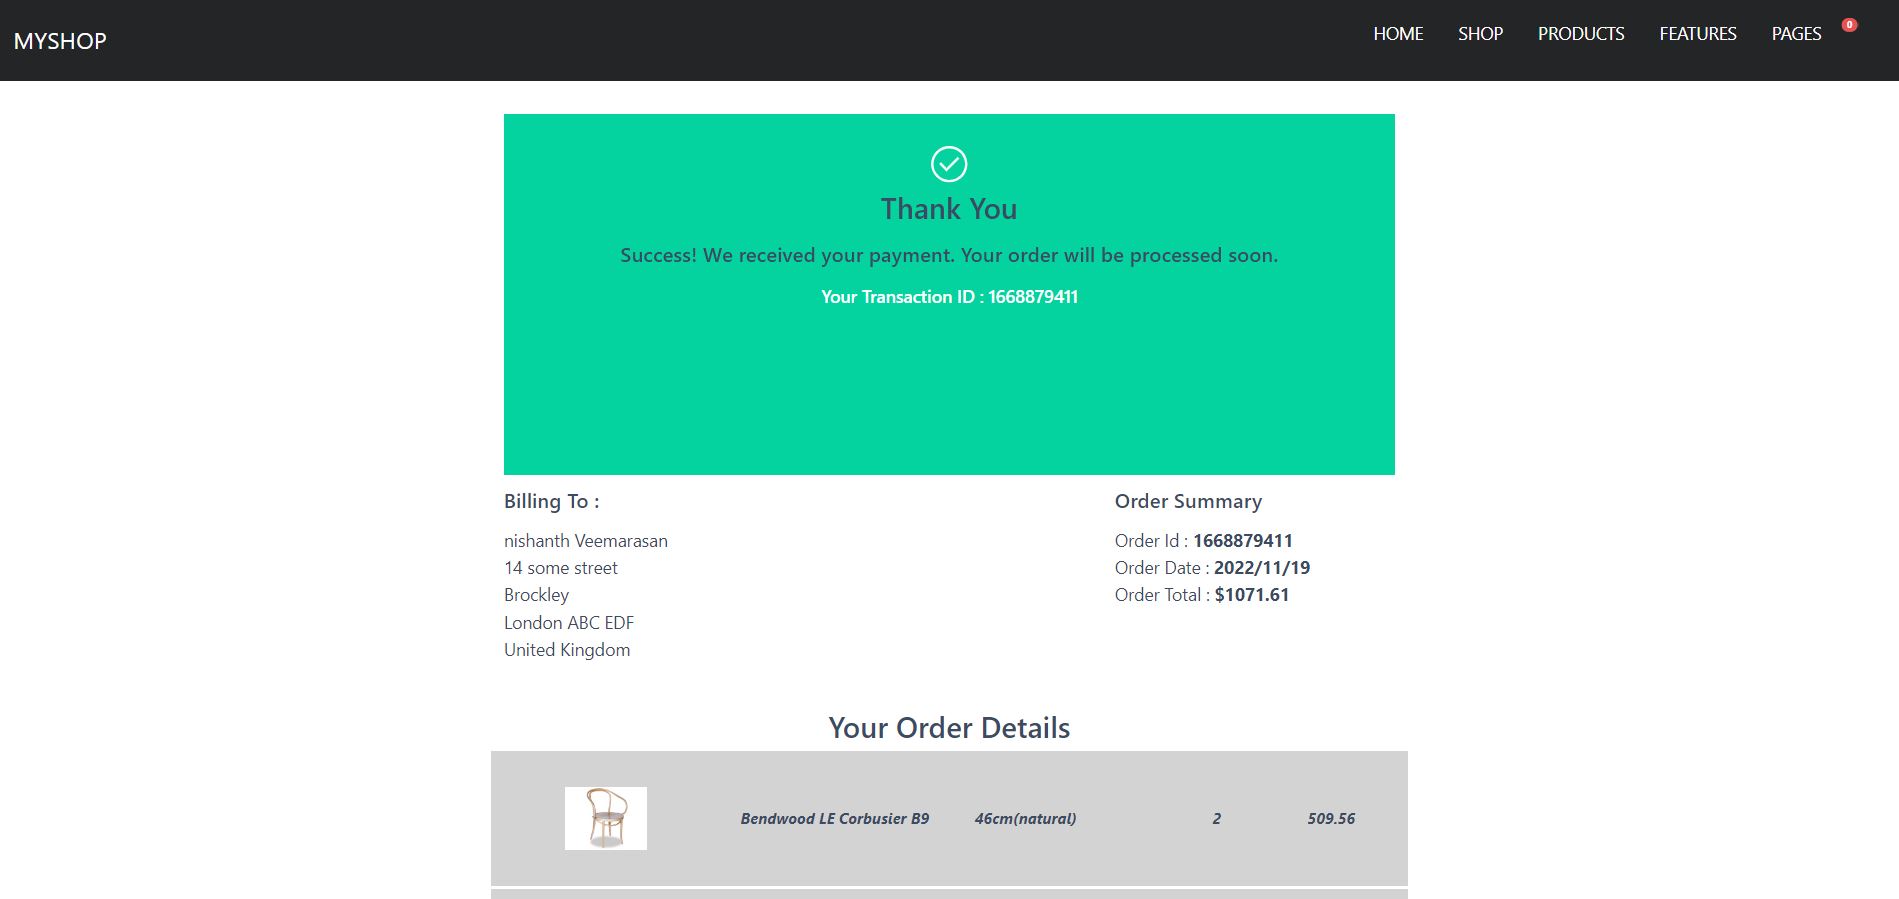 MYSHOP
HOME SHOP PRODUCTS FEATURES PAGES 0
Thank You
Success! We received your payment. Your order will be processed soon.
Your Transaction ID : 1668879411
Billing To :
nishanth Veemarasan
14 some street
Brockley
London ABC EDF
United Kingdom
Order Summary
Order Id : 1668879411
Order Date : 2022/11/19
Order Total : $1071.61
Your Order Details
Bendwood LE Corbusier B9 46cm(natural) 2 509.56